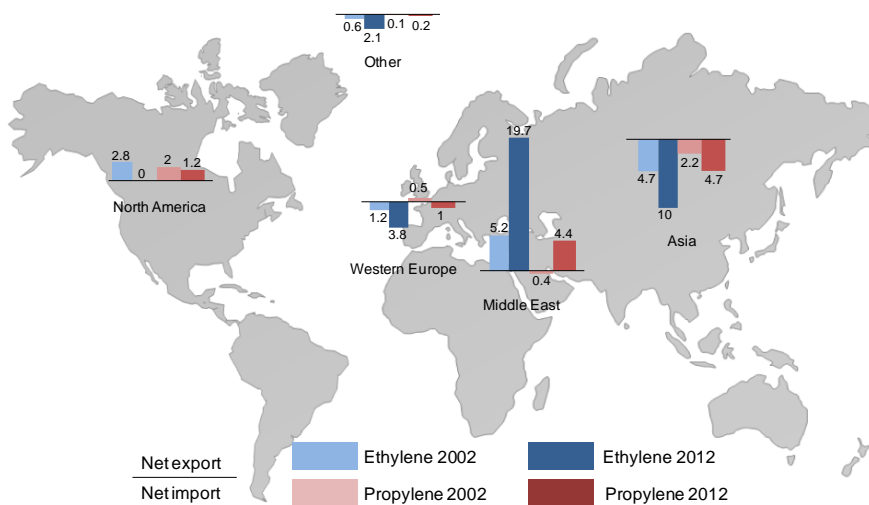 0.6
2.1
0.1
0.2
Other
2.8
0
2
1.2
North America
1.2
3.8
0.5
1
Western Europe
5.2
19.7
0.4
4.4
Middle East
4.7
10
2.2
4.7
Asia
Net export
Net import
Ethylene 2002
Ethylene 2012
Propylene 2002
Propylene 2012